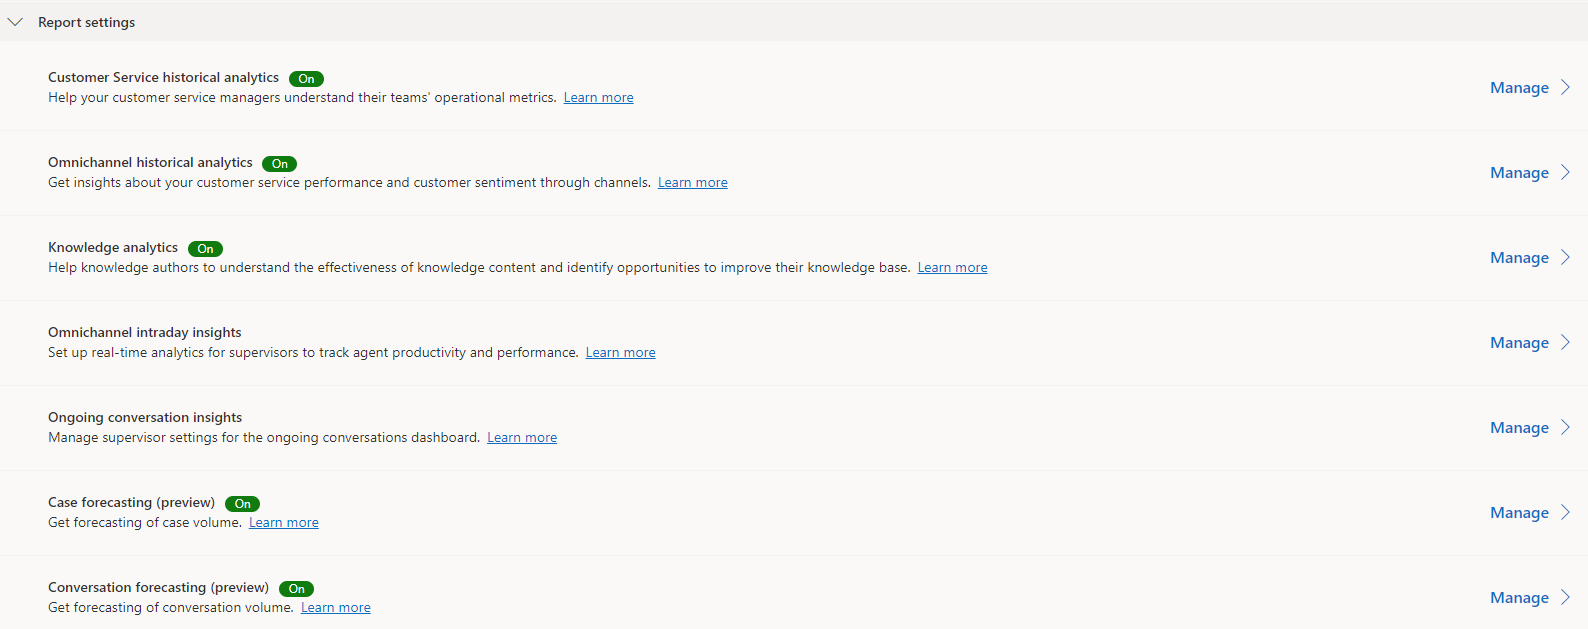 Report settings
Customer Service historical analytics On
Help your customer service managers understand their teams' operational metrics. Learn more
Manage
Omnichannel historical analytics On
Get insights about your customer service performance and customer sentiment through channels. Learn more
Manage
Knowledge analytics On
Help knowledge authors to understand the effectiveness of knowledge content and identify opportunities to improve their knowledge base. Learn more
Manage
Omnichannel intraday insights
Set up real-time analytics for supervisors to track agent productivity and performance. Learn more
Manage
Ongoing conversation insights
Manage supervisor settings for the ongoing conversations dashboard. Learn more
Manage
Case forecasting (preview) On
Get forecasting of case volume. Learn more
Manage
Conversation forecasting (preview) On
Get forecasting of conversation volume. Learn more
Manage